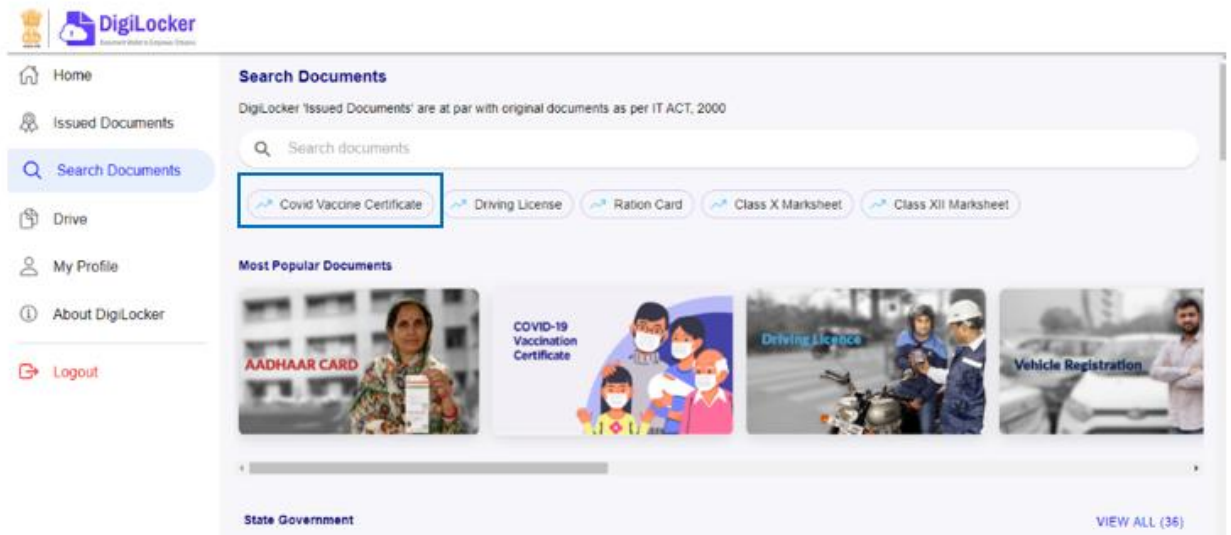 DigiLocker
Home
Issued Documents
Search Documents
Drive
My Profile
About DigiLocker
Logout
Search Documents
DigiLocker 'Issued Documents' are at par with original documents as per IT ACT, 2000
Search documents
Covid Vaccine Certificate
Driving License
Ration Card
Class X Marksheet
Class XII Marksheet
Most Popular Documents
AADHAAR CARD
COVID-19
Vaccination
Certificate
Driving Licence
Vehicle Registration
State Government
VIEW ALL (36)